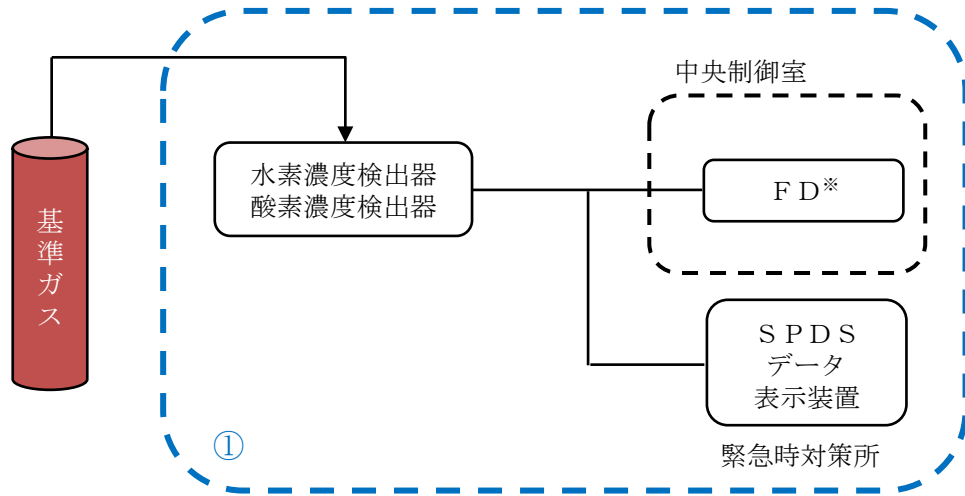 中央制御室
水素濃度検出器
酸素濃度検出器
ＦＤ※
基準ガス
ＳＰＤＳ
データ
表示装置
①
緊急時対策所